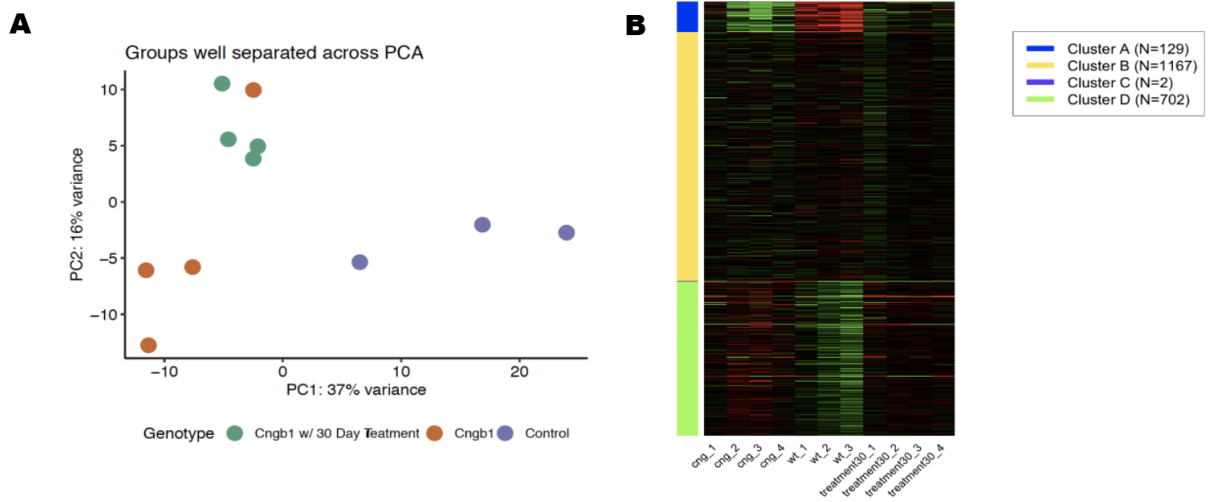 A
Groups well separated across PCA
10
5
0
−5
−10
PC2: 16% variance
−10
0
10
20
PC1: 37% variance
Genotype
Cngb1 w/ 30 Day Treatment
Cngb1
Control
B
cng_1
cng_2
cng_3
cng_4
wt_1
wt_2
wt_3
treatment30_1
treatment30_2
treatment30_3
treatment30_4
Cluster A (N=129)
Cluster B (N=1167)
Cluster C (N=2)
Cluster D (N=702)